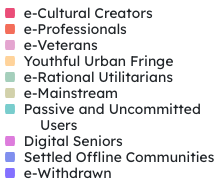 e-Cultural Creators
e-Professionals
e-Veterans
Youthful Urban Fringe
e-Rational Utilitarians
e-Mainstream
Passive and Uncommitted
Users
Digital Seniors
Settled Offline Communities
e-Withdrawn